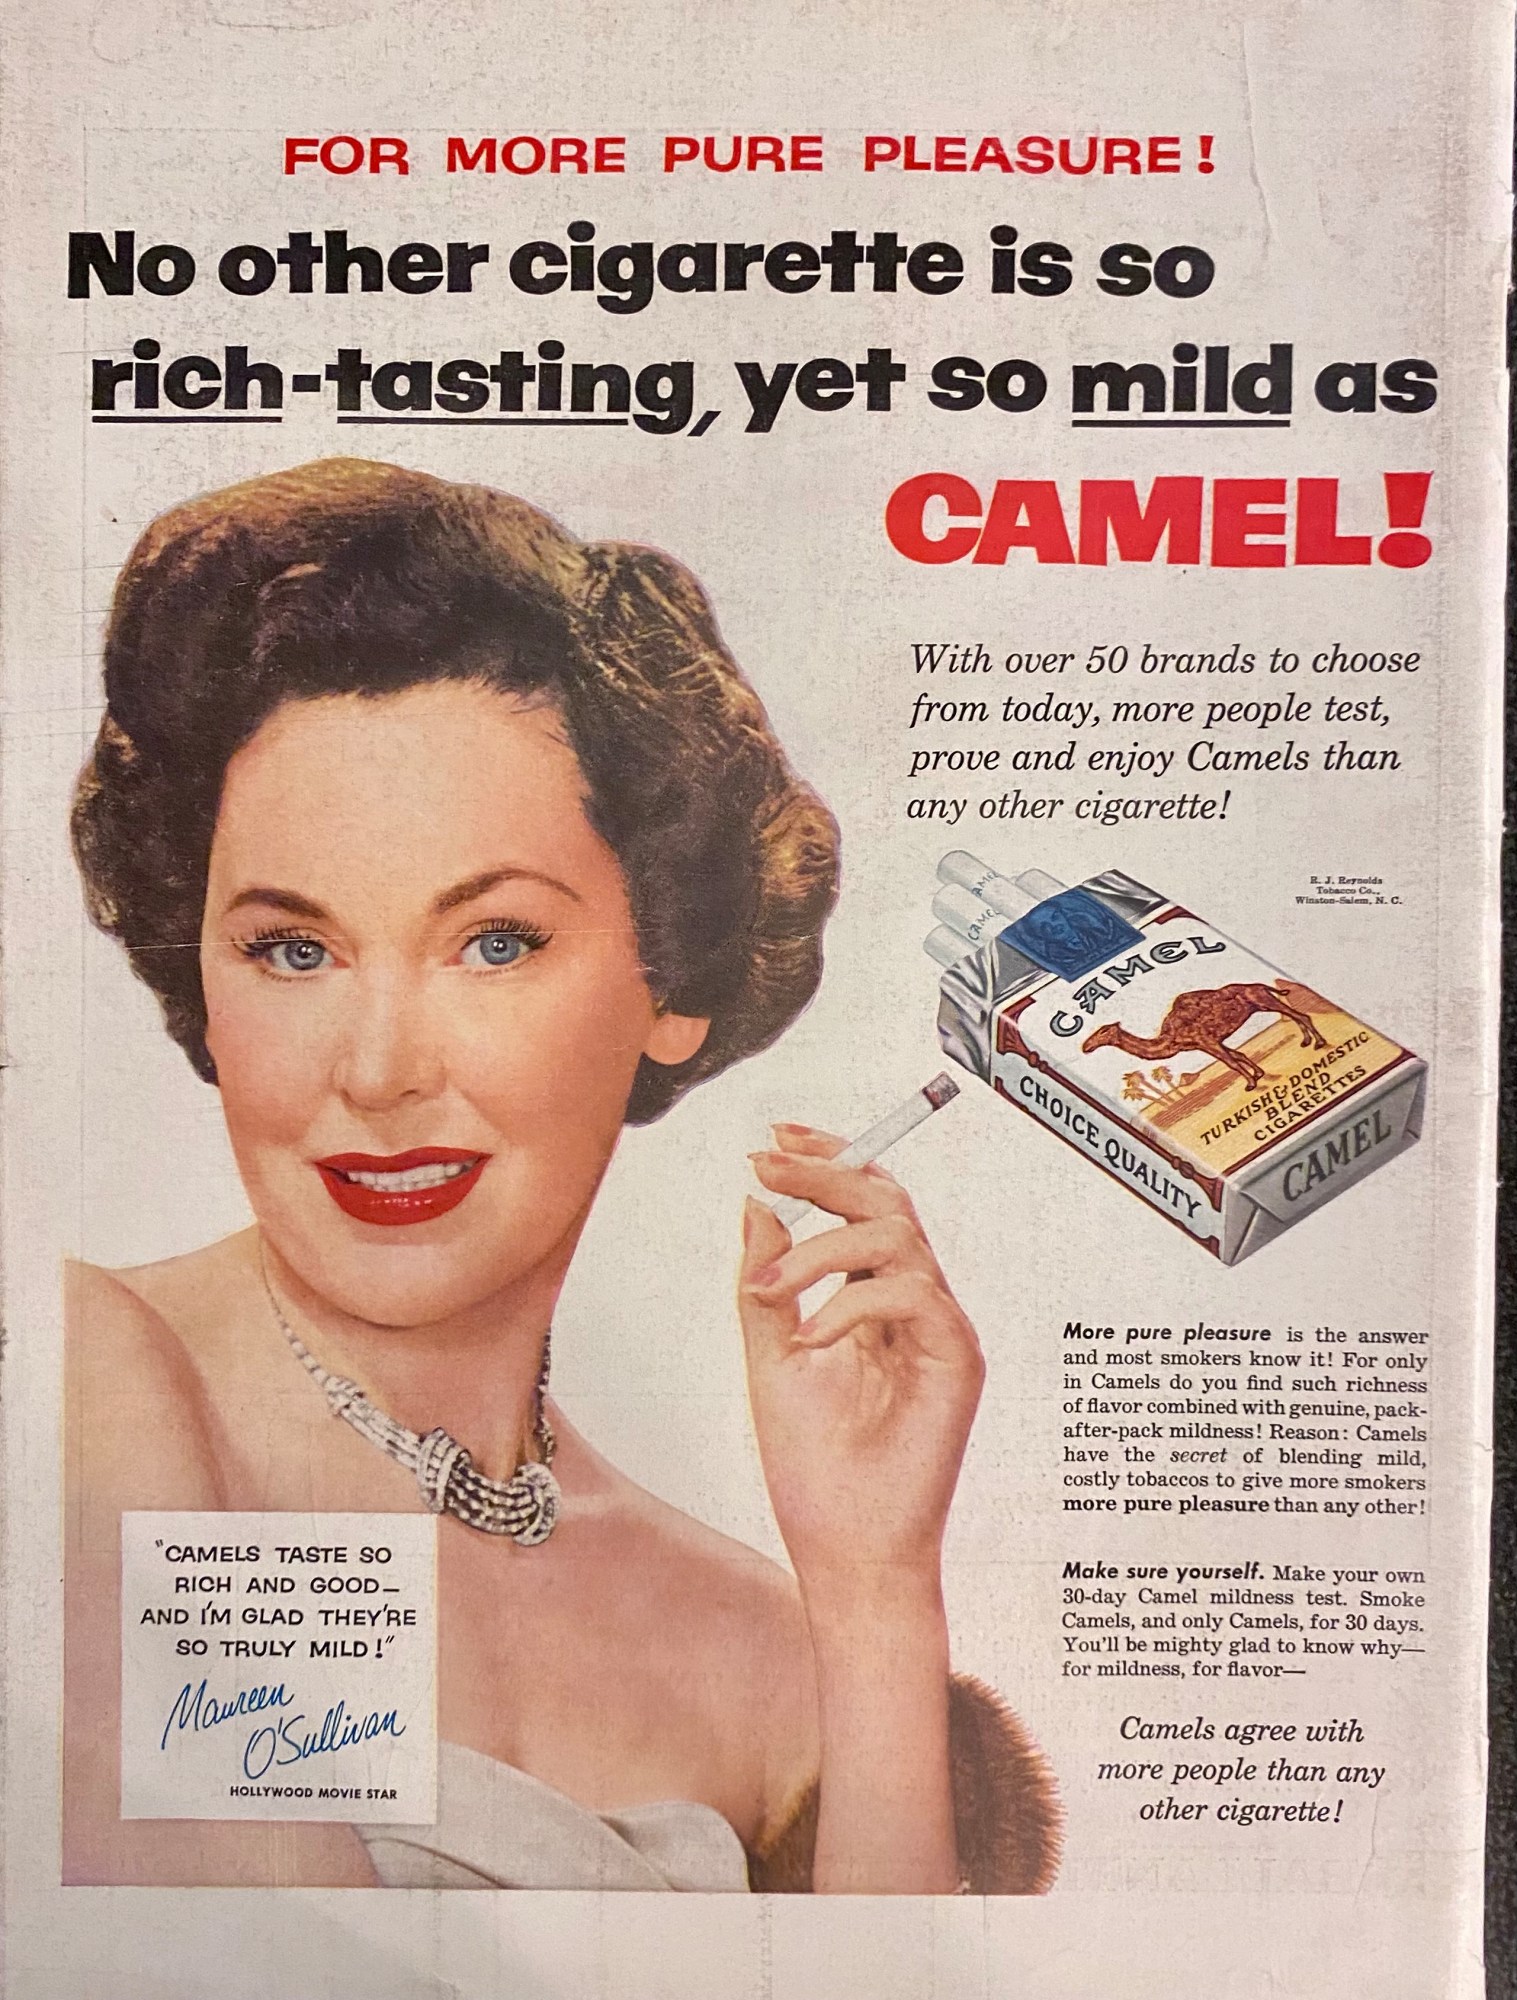 FOR MORE PURE PLEASURE!
No other cigarette is so
rich-tasting, yet so mild as
CAMEL!
With over 50 brands to choose
from today, more people test,
prove and enjoy Camels than
any other cigarette!
R. J. Reynolds
Tobacco Co.,
Winston-Salem, N. C.
CAMEL
CAMEL
CAMEL
TURKISH & DOMESTIC
BLEND
CIGARETTES
CHOICE QUALITY
CAMEL
More pure pleasure is the answer
and most smokers know it! For only
in Camels do you find such richness
of flavor combined with genuine, pack-
after-pack mildness! Reason: Camels
have the secret of blending mild,
costly tobaccos to give more smokers
more pure pleasure than any other!
Make sure yourself. Make your own
30-day Camel mildness test. Smoke
Camels, and only Camels, for 30 days.
You'll be mighty glad to know why—
for mildness, for flavor—
Camels agree with
more people than any
other cigarette!
"CAMELS TASTE SO
RICH AND GOOD—
AND I'M GLAD THEY'RE
SO TRULY MILD!"
Maureen
O'Sullivan
HOLLYWOOD MOVIE STAR